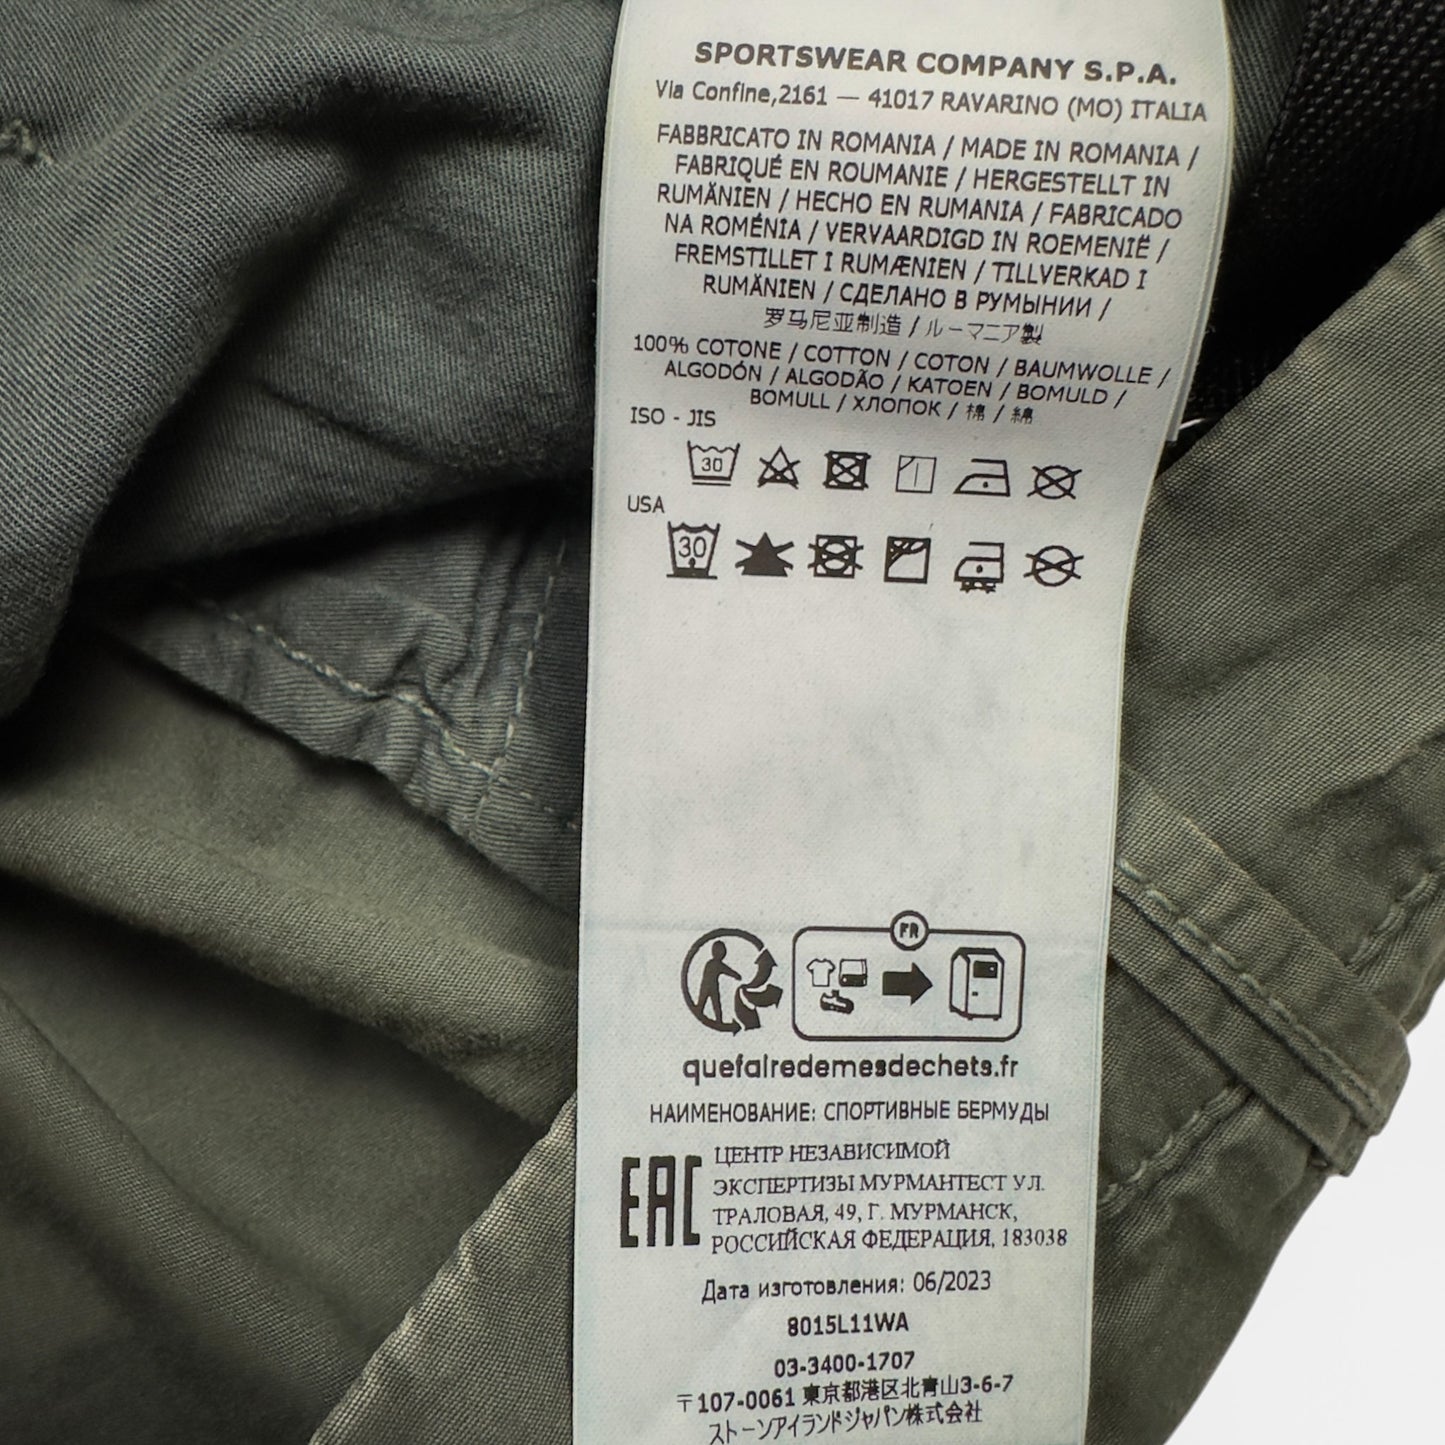 SPORTSWEAR COMPANY S.P.A.
Via Confine,2161 — 41017 RAVARINO (MO) ITALIA
FABBRICATO IN ROMANIA / MADE IN ROMANIA /
FABRIQUÉ EN ROUMANIE / HERGESTELLT IN
RUMÄNIEN / HECHO EN RUMANIA / FABRICADO
NA ROMÉNIA / VERVAARDIGD IN ROEMENIË /
FREMSTILLET I RUMÆNIEN / TILLVERKAD I
RUMÄNIEN / СДЕЛАНО В РУМЫНИИ /
罗马尼亚制造 / ルーマニア製
100% COTONE / COTTON / COTON / BAUMWOLLE /
ALGODÓN / ALGODÃO / KATOEN / BOMULD /
BOMULL / ХЛОПОК / 棉 / 綿
ISO - JIS
30
USA
30
FR
quefairedemesdechets.fr
НАИМЕНОВАНИЕ: СПОРТИВНЫЕ БЕРМУДЫ
EAC
ЦЕНТР НЕЗАВИСИМОЙ
ЭКСПЕРТИЗЫ МУРМАНТЕСТ УЛ.
ТРАЛОВАЯ, 49, Г. МУРМАНСК,
РОССИЙСКАЯ ФЕДЕРАЦИЯ, 183038
Дата изготовления: 06/2023
8015L11WA
03-3400-1707
〒107-0061 東京都港区北青山3-6-7
ストーンアイランドジャパン株式会社